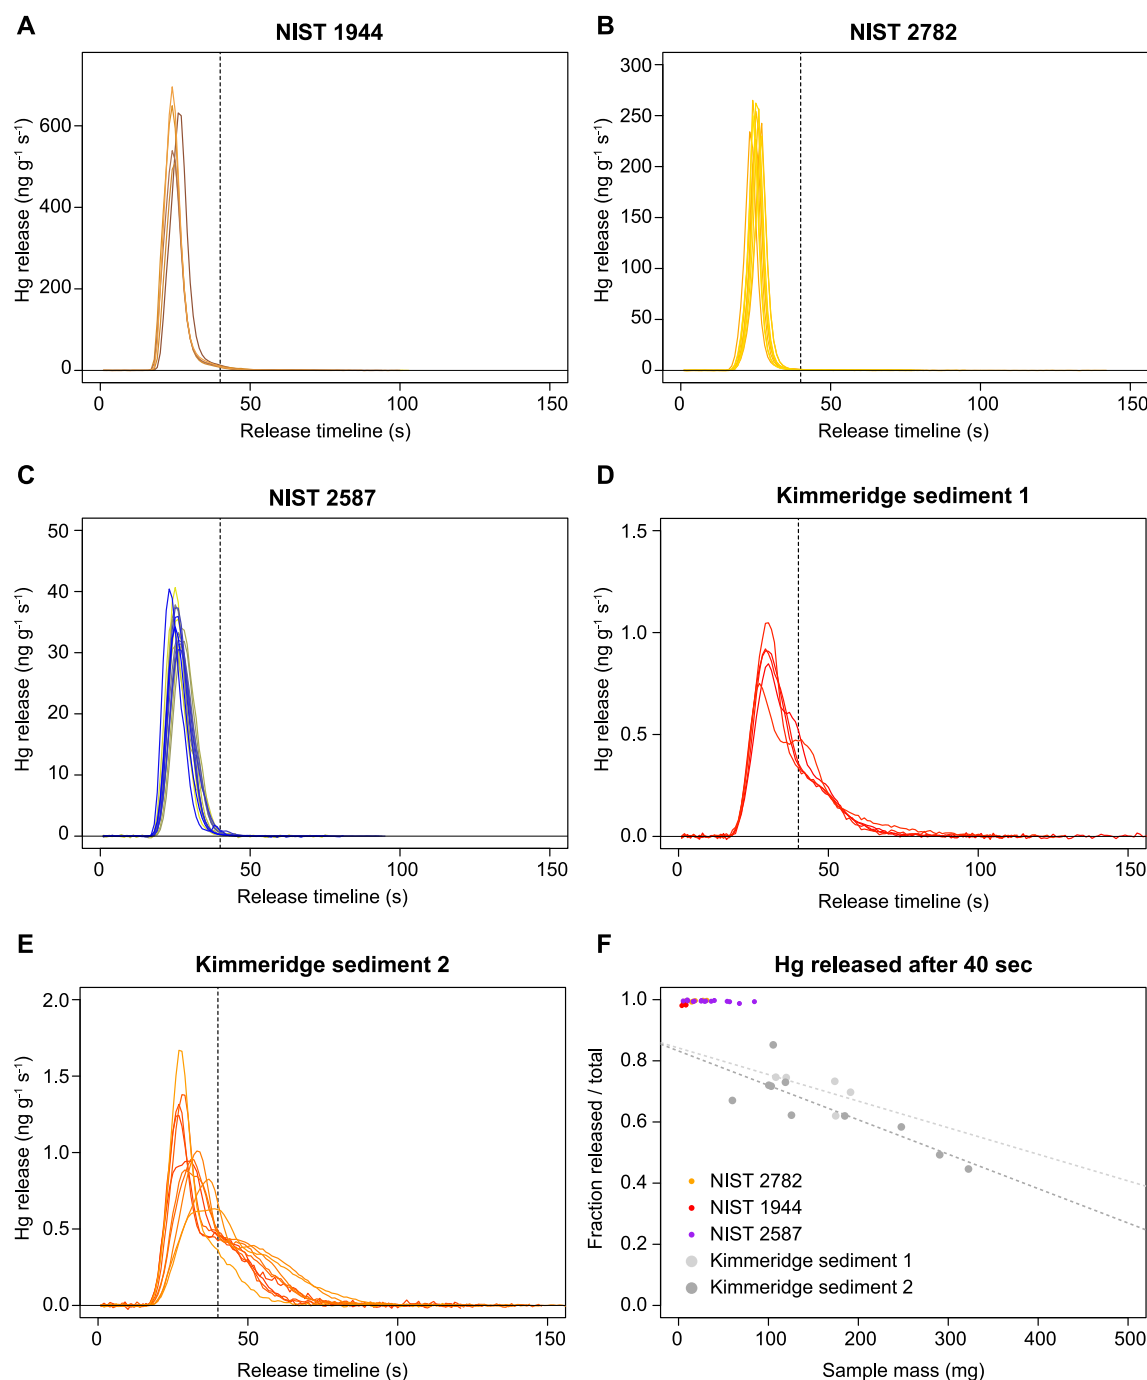 A
NIST 1944
Hg release (ng g⁻¹ s⁻¹)
600
400
200
0
0 50 100 150
Release timeline (s)
B
NIST 2782
Hg release (ng g⁻¹ s⁻¹)
300
250
200
150
100
50
0
0 50 100 150
Release timeline (s)
C
NIST 2587
Hg release (ng g⁻¹ s⁻¹)
50
40
30
20
10
0
0 50 100 150
Release timeline (s)
D
Kimmeridge sediment 1
Hg release (ng g⁻¹ s⁻¹)
1.5
1.0
0.5
0.0
0 50 100 150
Release timeline (s)
E
Kimmeridge sediment 2
Hg release (ng g⁻¹ s⁻¹)
2.0
1.5
1.0
0.5
0.0
0 50 100 150
Release timeline (s)
F
Hg released after 40 sec
Fraction released / total
1.0
0.8
0.6
0.4
0.2
0.0
NIST 2782
NIST 1944
NIST 2587
Kimmeridge sediment 1
Kimmeridge sediment 2
0 100 200 300 400 500
Sample mass (mg)